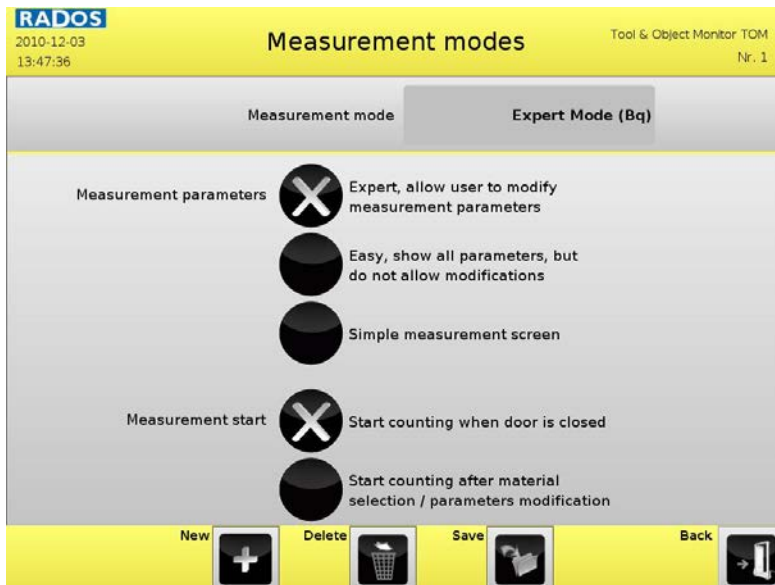 RADOS
2010-12-03
13:47:36
Measurement modes
Tool & Object Monitor TOM
Nr. 1
Measurement mode
Expert Mode (Bq)
Measurement parameters
Expert, allow user to modify
measurement parameters
Easy, show all parameters, but
do not allow modifications
Simple measurement screen
Measurement start
Start counting when door is closed
Start counting after material
selection / parameters modification
New
Delete
Save
Back